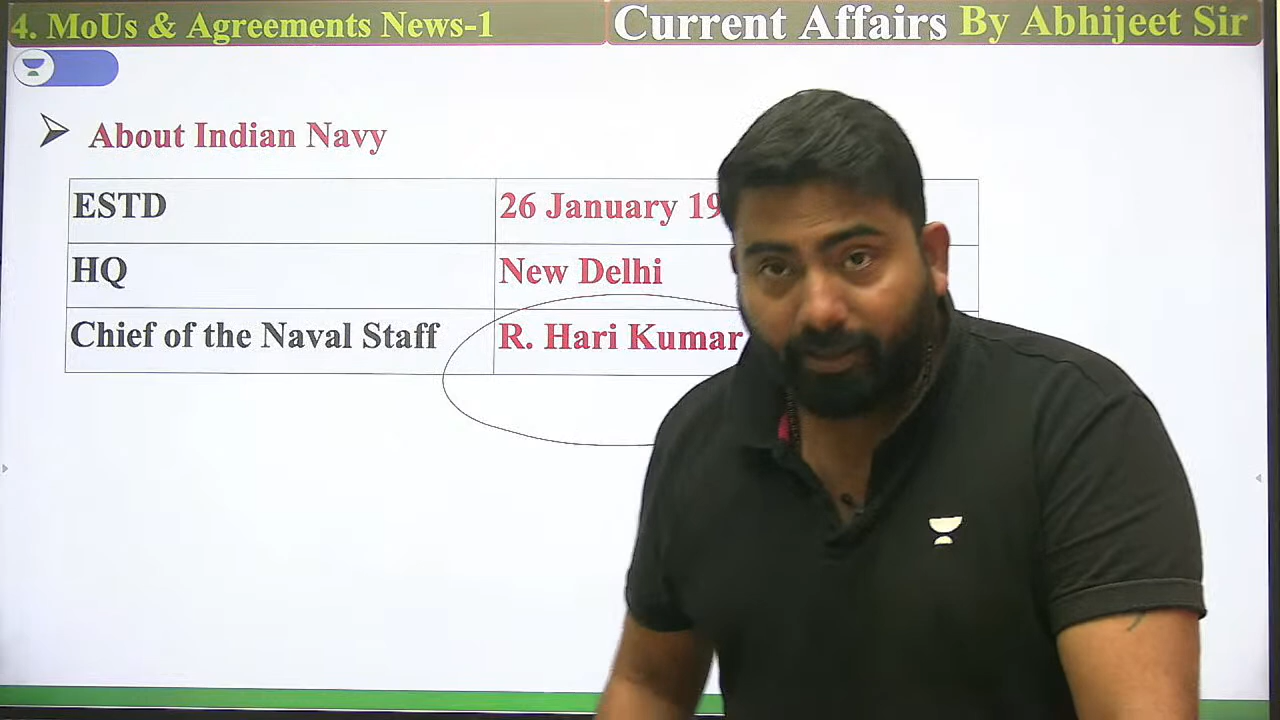 4. MoUs & Agreements News-1
Current Affairs By Abhijeet Sir
About Indian Navy
ESTD
26 January 19
HQ
New Delhi
Chief of the Naval Staff
R. Hari Kumar